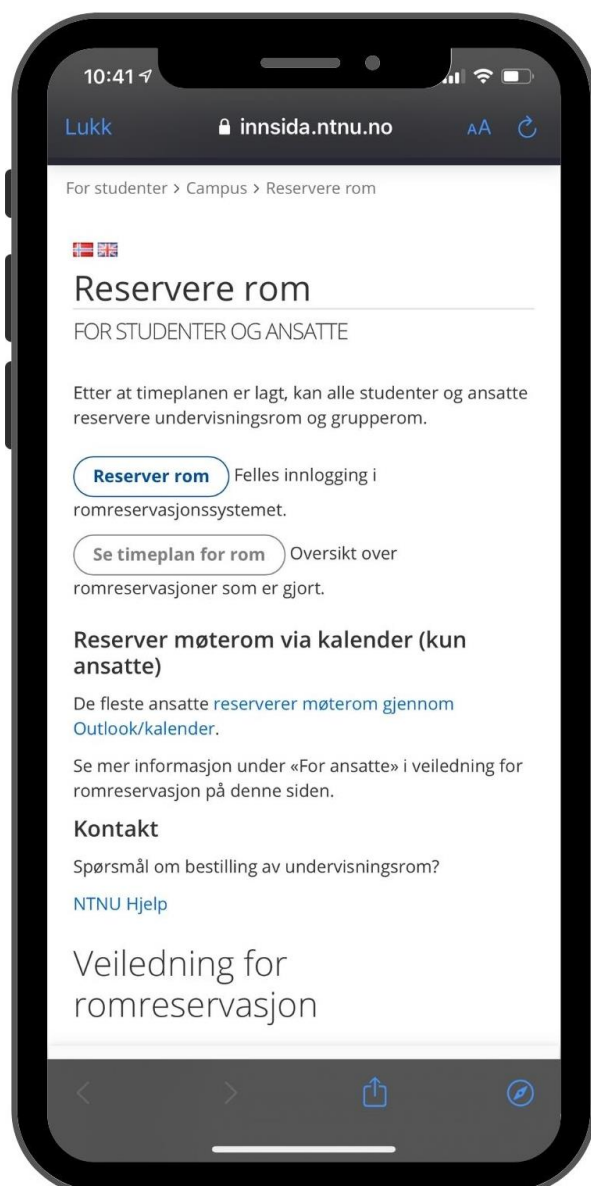 10:41
Lukk innsida.ntnu.no AA
For studenter > Campus > Reservere rom
Reservere rom
FOR STUDENTER OG ANSATTE
Etter at timeplanen er lagt, kan alle studenter og ansatte
reservere undervisningsrom og grupperom.
Reserver rom Felles innlogging i
romreservasjonssystemet.
Se timeplan for rom Oversikt over
romreservasjoner som er gjort.
Reserver møterom via kalender (kun
ansatte)
De fleste ansatte reserverer møterom gjennom
Outlook/kalender.
Se mer informasjon under «For ansatte» i veiledning for
romreservasjon på denne siden.
Kontakt
Spørsmål om bestilling av undervisningsrom?
NTNU Hjelp
Veiledning for
romreservasjon